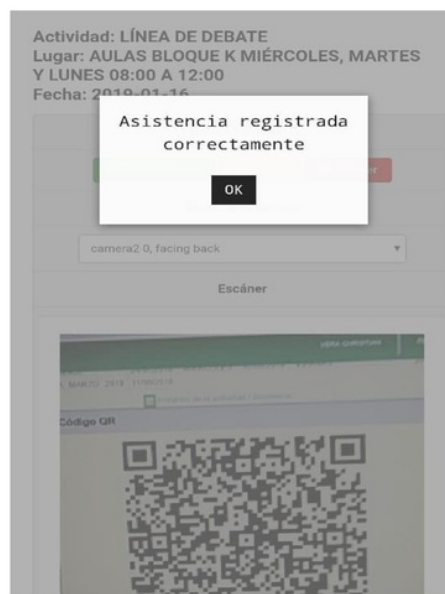 Actividad: LÍNEA DE DEBATE
Lugar: AULAS BLOQUE K MIÉRCOLES, MARTES
Y LUNES 08:00 A 12:00
Fecha: 2019-01-16
Asistencia registrada
correctamente
OK
camera2 0, facing back
Escáner
Código QR